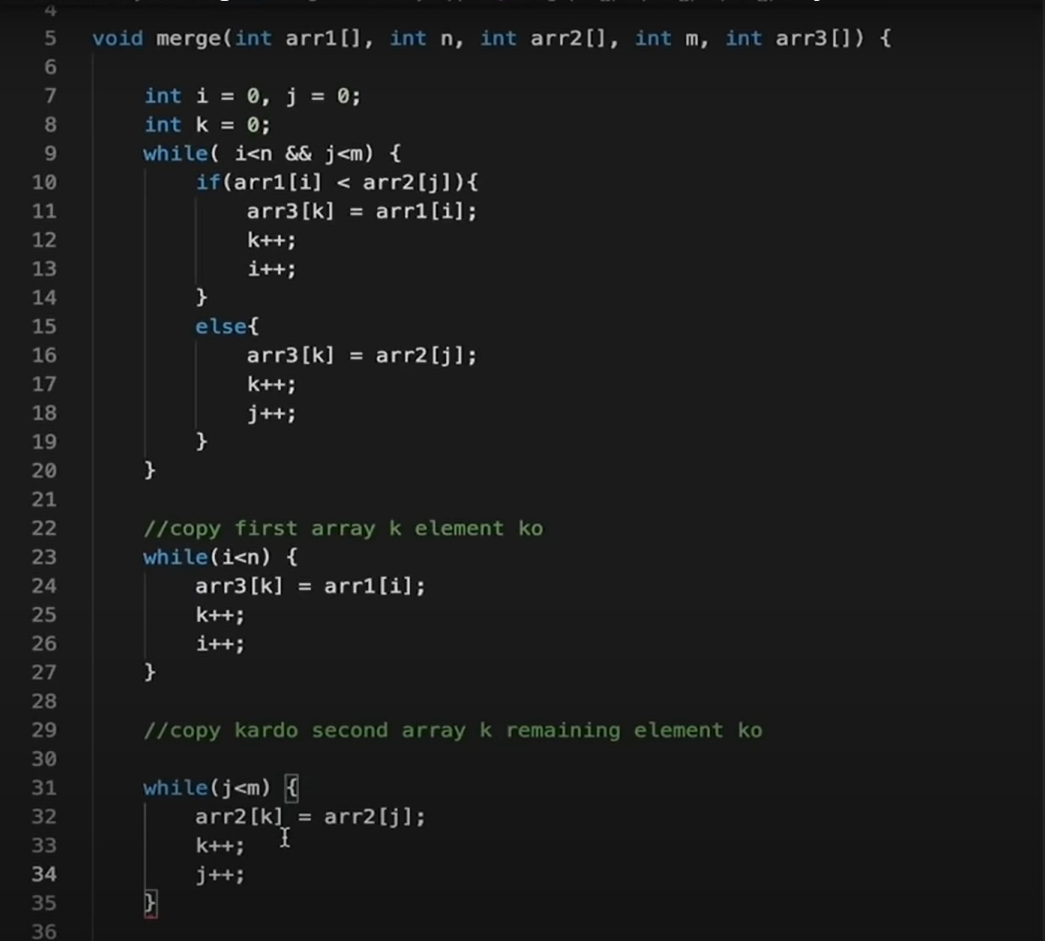 4
5 void merge(int arr1[], int n, int arr2[], int m, int arr3[]) {
6
7 int i = 0, j = 0;
8 int k = 0;
9 while( i<n && j<m) {
10 if(arr1[i] < arr2[j]){
11 arr3[k] = arr1[i];
12 k++;
13 i++;
14 }
15 else{
16 arr3[k] = arr2[j];
17 k++;
18 j++;
19 }
20 }
21
22 //copy first array k element ko
23 while(i<n) {
24 arr3[k] = arr1[i];
25 k++;
26 i++;
27 }
28
29 //copy kardo second array k remaining element ko
30
31 while(j<m) {
32 arr2[k] = arr2[j];
33 k++;
34 j++;
35 }
36